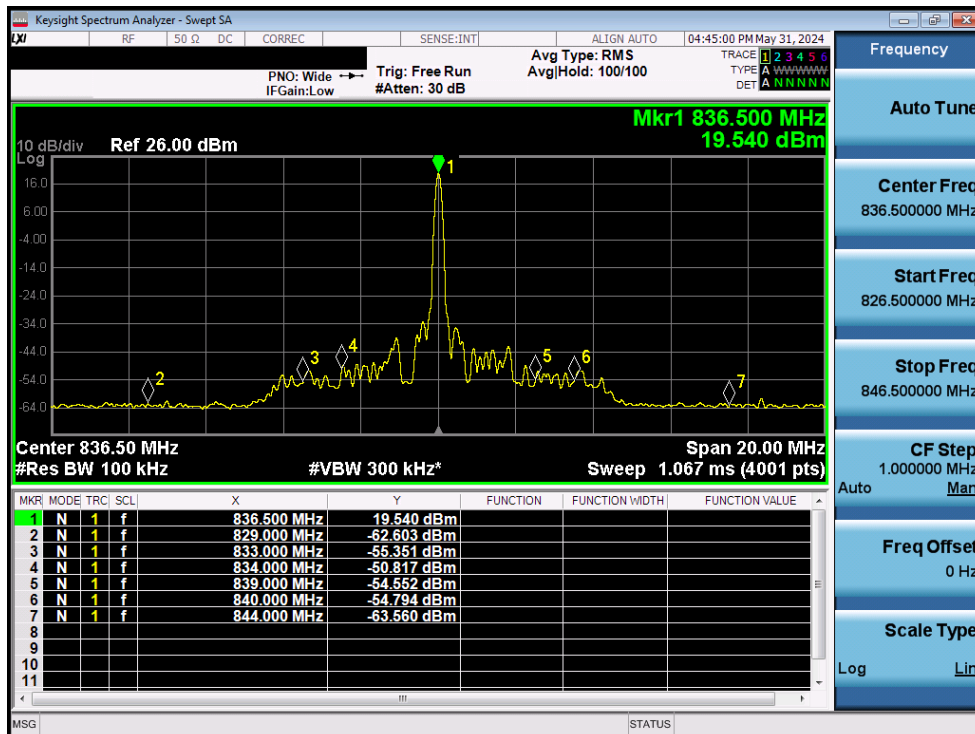 Keysight Spectrum Analyzer - Swept SA
LXI RF 50 Ω DC CORREC SENSE:INT ALIGN AUTO 04:45:00 PM May 31, 2024
PNO: Wide Trig: Free Run Avg Type: RMS TRACE 1 2 3 4 5 6
IFGain:Low #Atten: 30 dB Avg|Hold: 100/100 TYPE A WWWWW
DET A N N N N N
Mkr1 836.500 MHz
19.540 dBm
10 dB/div Ref 26.00 dBm
Log
16.0
6.00
-4.00
-14.0
-24.0
-34.0
-44.0
-54.0
-64.0
1
2
3
4
5
6
7
Center 836.50 MHz Span 20.00 MHz
#Res BW 100 kHz #VBW 300 kHz* Sweep 1.067 ms (4001 pts)
MKR MODE TRC SCL X Y FUNCTION FUNCTION WIDTH FUNCTION VALUE
1 N 1 f 836.500 MHz 19.540 dBm
2 N 1 f 829.000 MHz -62.603 dBm
3 N 1 f 833.000 MHz -55.351 dBm
4 N 1 f 834.000 MHz -50.817 dBm
5 N 1 f 839.000 MHz -54.552 dBm
6 N 1 f 840.000 MHz -54.794 dBm
7 N 1 f 844.000 MHz -63.560 dBm
8
9
10
11
MSG STATUS
Frequency
Auto Tune
Center Freq
836.500000 MHz
Start Freq
826.500000 MHz
Stop Freq
846.500000 MHz
CF Step
1.000000 MHz
Auto Man
Freq Offset
0 Hz
Scale Type
Log Lin